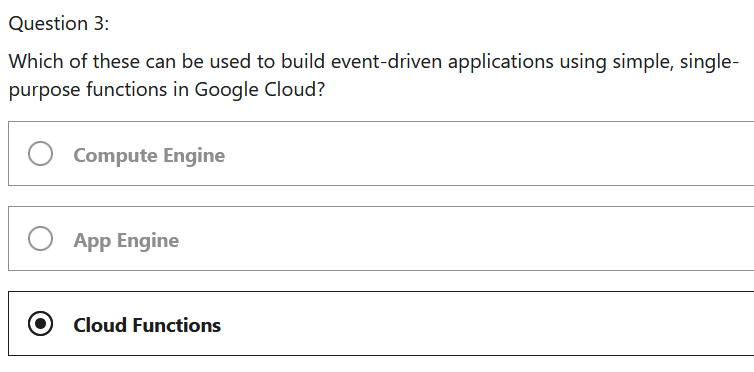 Question 3:
Which of these can be used to build event-driven applications using simple, single-
purpose functions in Google Cloud?
Compute Engine
App Engine
Cloud Functions